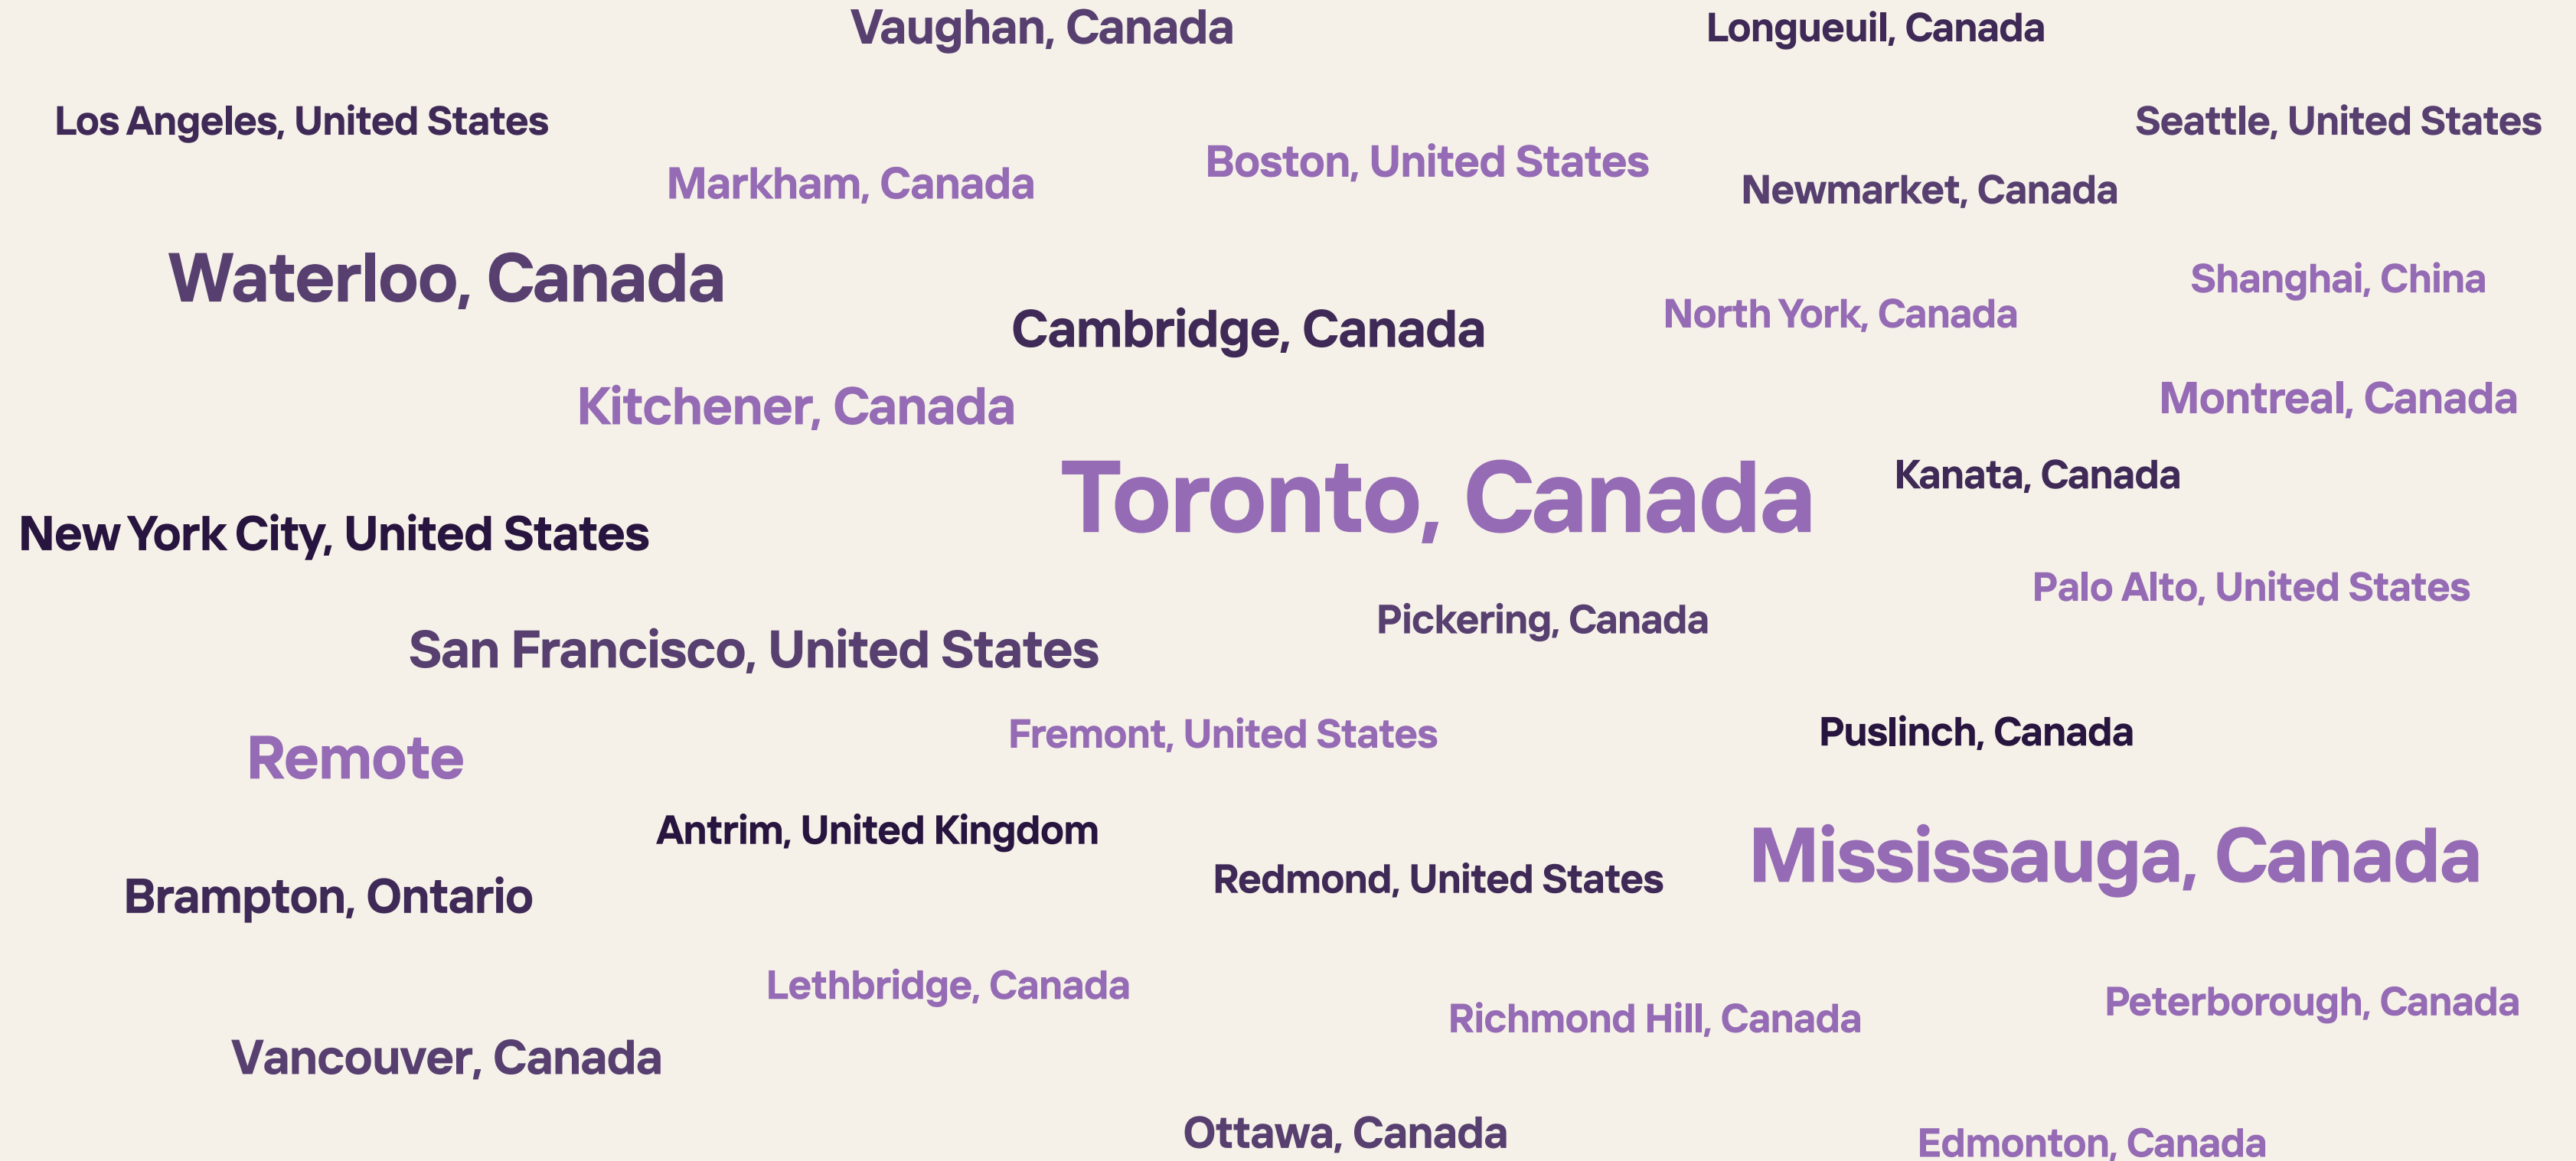 Vaughan, Canada
Longueuil, Canada
Los Angeles, United States
Seattle, United States
Boston, United States
Markham, Canada
Newmarket, Canada
Waterloo, Canada
Shanghai, China
North York, Canada
Cambridge, Canada
Kitchener, Canada
Montreal, Canada
Toronto, Canada
Kanata, Canada
New York City, United States
Palo Alto, United States
Pickering, Canada
San Francisco, United States
Fremont, United States
Puslinch, Canada
Remote
Antrim, United Kingdom
Mississauga, Canada
Redmond, United States
Brampton, Ontario
Lethbridge, Canada
Peterborough, Canada
Richmond Hill, Canada
Vancouver, Canada
Ottawa, Canada
Edmonton, Canada